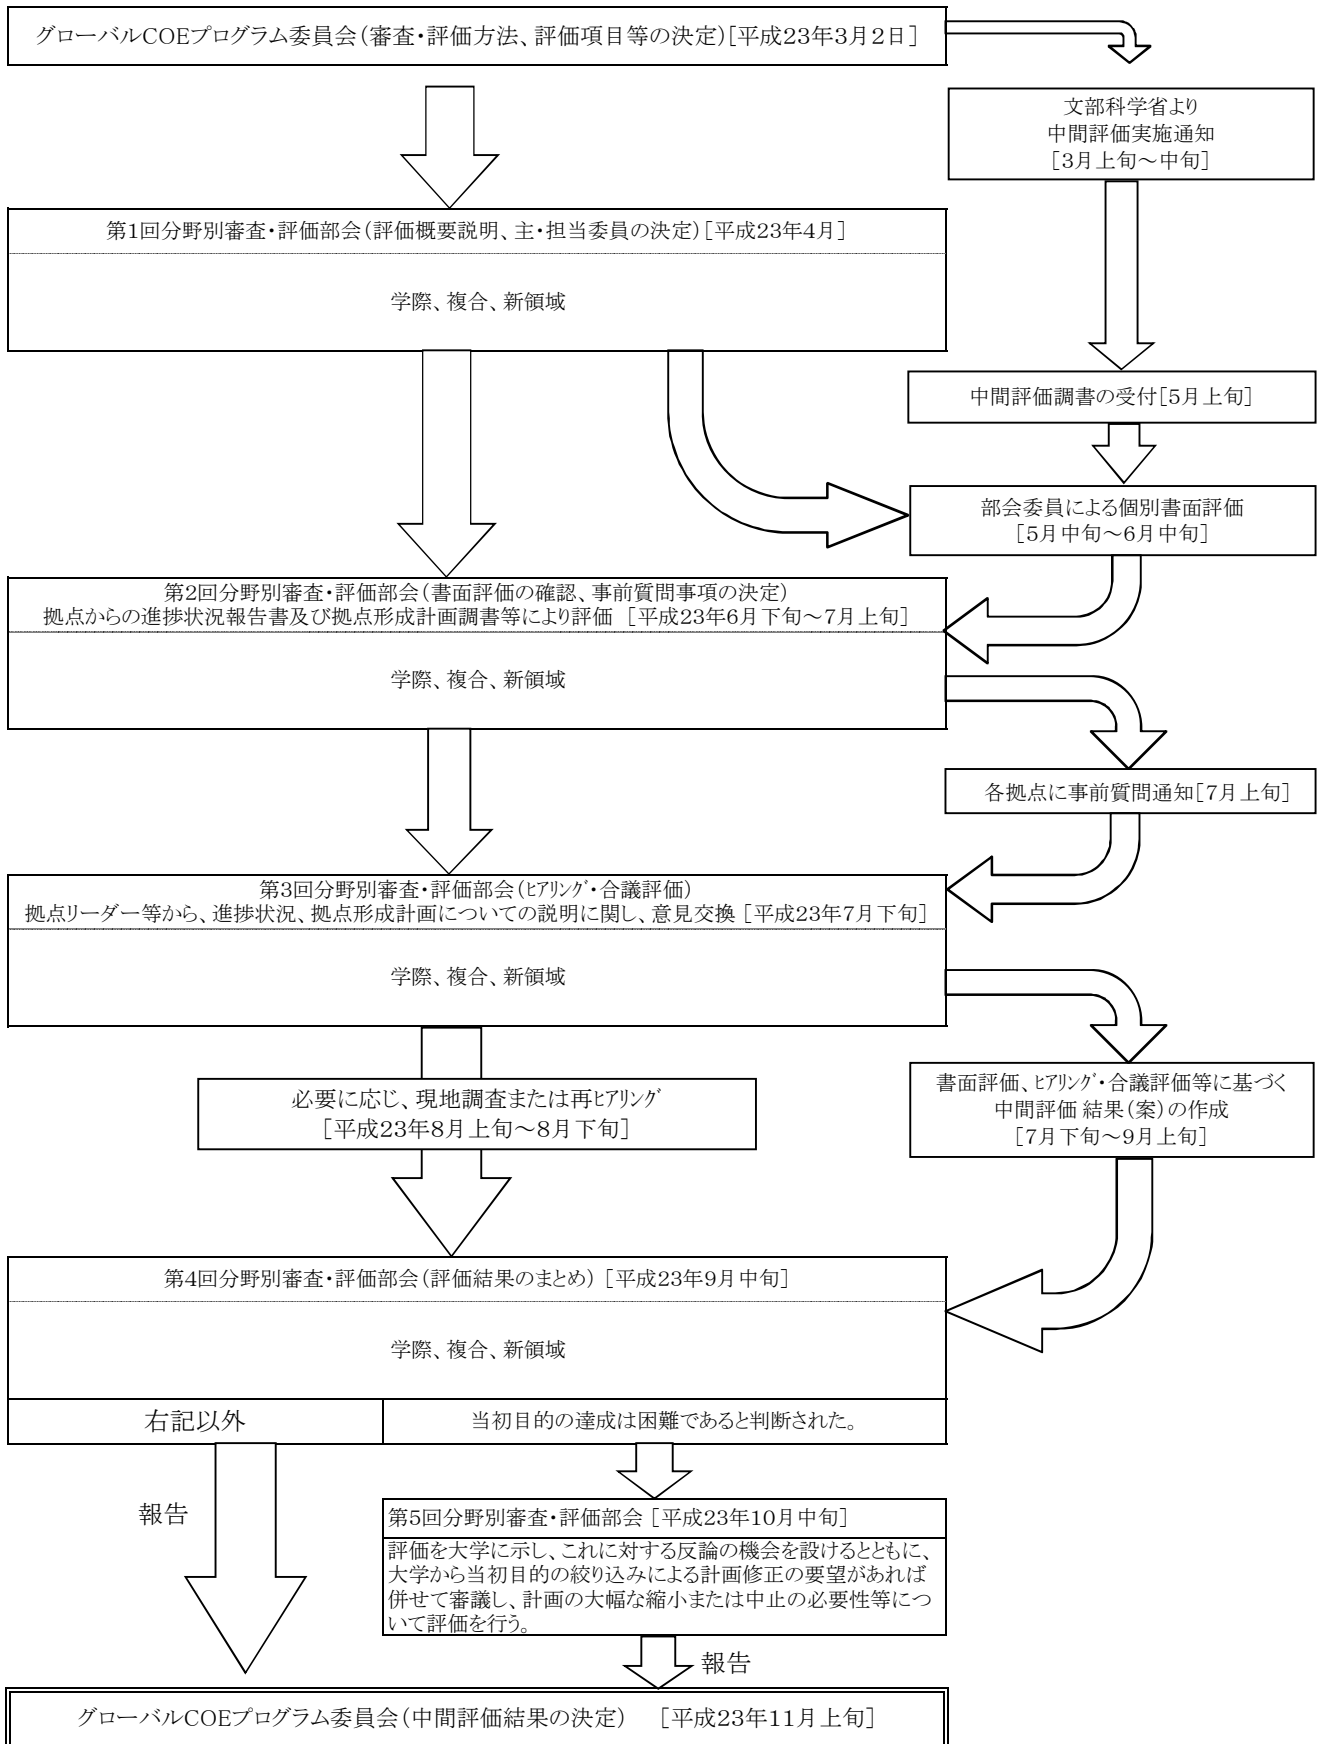 グローバルCOEプログラム委員会(審査・評価方法、評価項目等の決定)[平成23年3月2日]
文部科学省より
中間評価実施通知
[3月上旬～中旬]
第1回分野別審査・評価部会(評価概要説明、主・担当委員の決定)[平成23年4月]
学際、複合、新領域
中間評価調書の受付[5月上旬]
部会委員による個別書面評価
[5月中旬～6月中旬]
第2回分野別審査・評価部会(書面評価の確認、事前質問事項の決定)
拠点からの進捗状況報告書及び拠点形成計画調書等により評価 [平成23年6月下旬～7月上旬]
学際、複合、新領域
各拠点に事前質問通知[7月上旬]
第3回分野別審査・評価部会(ﾋｱﾘﾝｸﾞ・合議評価)
拠点リーダー等から、進捗状況、拠点形成計画についての説明に関し、意見交換 [平成23年7月下旬]
学際、複合、新領域
必要に応じ、現地調査または再ﾋｱﾘﾝｸﾞ
[平成23年8月上旬～8月下旬]
書面評価、ﾋｱﾘﾝｸﾞ・合議評価等に基づく
中間評価 結果(案)の作成
[7月下旬～9月上旬]
第4回分野別審査・評価部会(評価結果のまとめ) [平成23年9月中旬]
学際、複合、新領域
右記以外
当初目的の達成は困難であると判断された。
報告
第5回分野別審査・評価部会 [平成23年10月中旬]
評価を大学に示し、これに対する反論の機会を設けるとともに、
大学から当初目的の絞り込みによる計画修正の要望があれば
併せて審議し、計画の大幅な縮小または中止の必要性等につ
いて評価を行う。
報告
グローバルCOEプログラム委員会(中間評価結果の決定) [平成23年11月上旬]